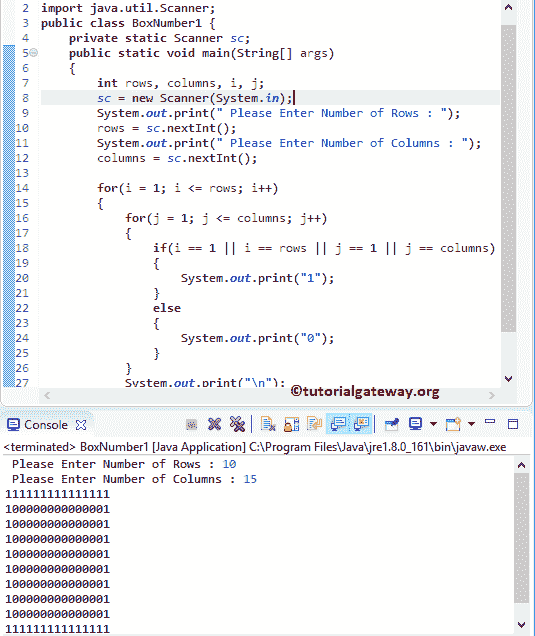 2 import java.util.Scanner;
3 public class BoxNumber1 {
4 private static Scanner sc;
5 public static void main(String[] args)
6 {
7 int rows, columns, i, j;
8 sc = new Scanner(System.in);
9 System.out.print(" Please Enter Number of Rows : ");
10 rows = sc.nextInt();
11 System.out.print(" Please Enter Number of Columns : ");
12 columns = sc.nextInt();
13
14 for(i = 1; i <= rows; i++)
15 {
16 for(j = 1; j <= columns; j++)
17 {
18 if(i == 1 || i == rows || j == 1 || j == columns)
19 {
20 System.out.print("1");
21 }
22 else
23 {
24 System.out.print("0");
25 }
26 }
27 System.out.print("\n");
©tutorialgateway.org
Console
<terminated> BoxNumber1 [Java Application] C:\Program Files\Java\jre1.8.0_161\bin\javaw.exe
Please Enter Number of Rows : 10
Please Enter Number of Columns : 15
111111111111111
100000000000001
100000000000001
100000000000001
100000000000001
100000000000001
100000000000001
100000000000001
100000000000001
111111111111111